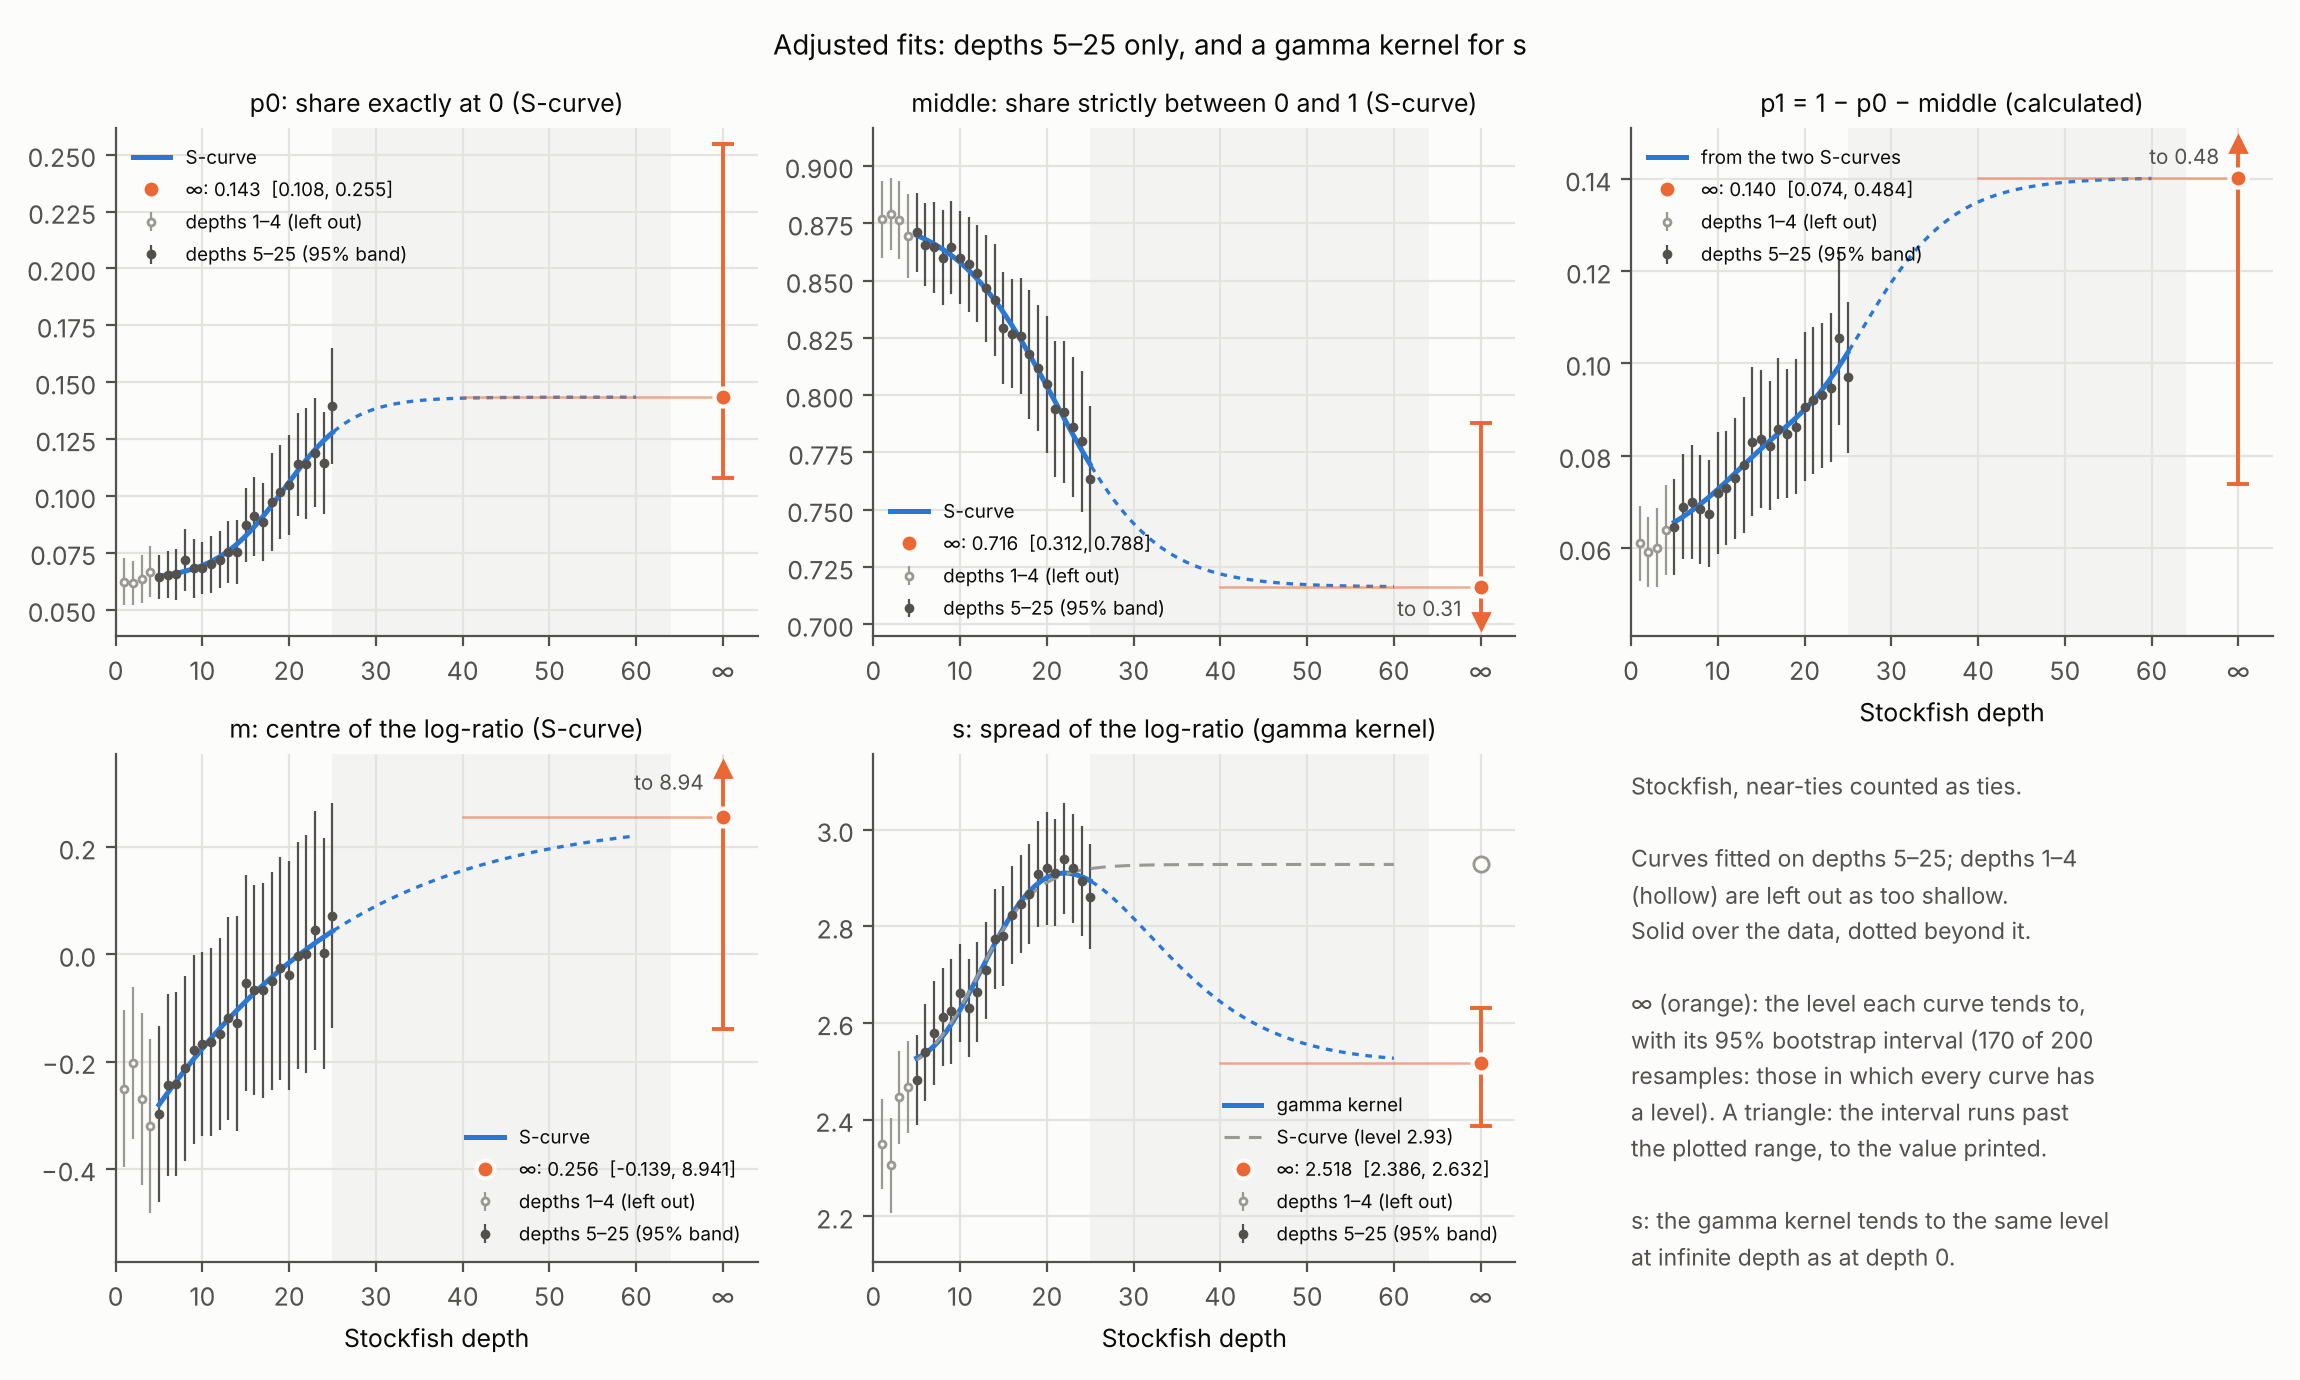 Adjusted fits: depths 5–25 only, and a gamma kernel for s
p0: share exactly at 0 (S-curve)
0.250
0.225
0.200
0.175
0.150
0.125
0.100
0.075
0.050
S-curve
∞: 0.143 [0.108, 0.255]
depths 1–4 (left out)
depths 5–25 (95% band)
0 10 20 30 40 50 60 ∞
middle: share strictly between 0 and 1 (S-curve)
0.900
0.875
0.850
0.825
0.800
0.775
0.750
0.725
0.700
S-curve
∞: 0.716 [0.312, 0.788]
depths 1–4 (left out)
depths 5–25 (95% band)
to 0.31
0 10 20 30 40 50 60 ∞
p1 = 1 − p0 − middle (calculated)
0.14
0.12
0.10
0.08
0.06
from the two S-curves
∞: 0.140 [0.074, 0.484]
depths 1–4 (left out)
depths 5–25 (95% band)
to 0.48
0 10 20 30 40 50 60 ∞
Stockfish depth
m: centre of the log-ratio (S-curve)
0.2
0.0
−0.2
−0.4
to 8.94
S-curve
∞: 0.256 [-0.139, 8.941]
depths 1–4 (left out)
depths 5–25 (95% band)
0 10 20 30 40 50 60 ∞
Stockfish depth
s: spread of the log-ratio (gamma kernel)
3.0
2.8
2.6
2.4
2.2
gamma kernel
S-curve (level 2.93)
∞: 2.518 [2.386, 2.632]
depths 1–4 (left out)
depths 5–25 (95% band)
0 10 20 30 40 50 60 ∞
Stockfish depth
Stockfish, near-ties counted as ties.
Curves fitted on depths 5–25; depths 1–4
(hollow) are left out as too shallow.
Solid over the data, dotted beyond it.
∞ (orange): the level each curve tends to,
with its 95% bootstrap interval (170 of 200
resamples: those in which every curve has
a level). A triangle: the interval runs past
the plotted range, to the value printed.
s: the gamma kernel tends to the same level
at infinite depth as at depth 0.